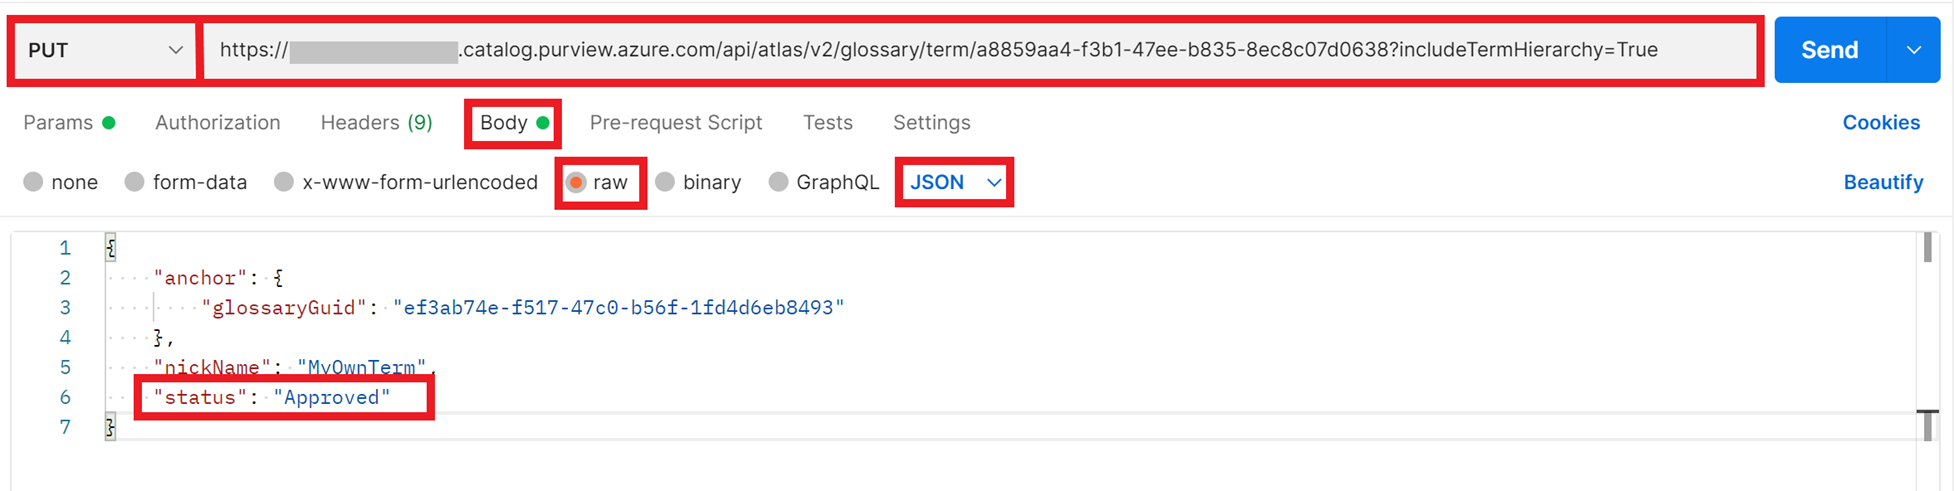 PUT https:// .catalog.purview.azure.com/api/atlas/v2/glossary/term/a8859aa4-f3b1-47ee-b835-8ec8c07d0638?includeTermHierarchy=True Send
Params Authorization Headers (9) Body Pre-request Script Tests Settings Cookies
none form-data x-www-form-urlencoded raw binary GraphQL JSON Beautify
1 {
2 "anchor": {
3 "glossaryGuid": "ef3ab74e-f517-47c0-b56f-1fd4d6eb8493"
4 },
5 "nickName": "MyOwnTerm",
6 "status": "Approved"
7 }